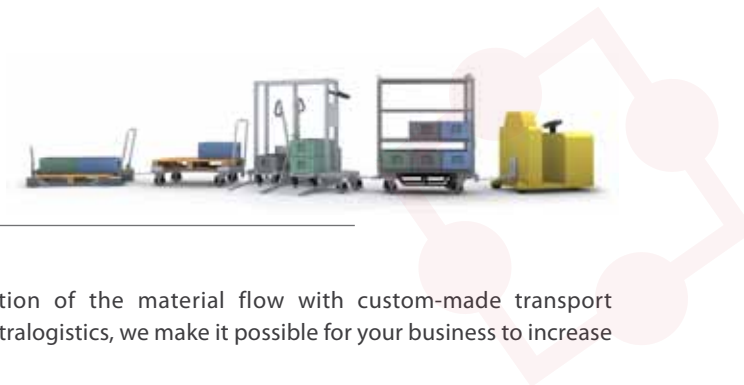 tion of the material flow with custom-made transport
tralogistics, we make it possible for your business to increase